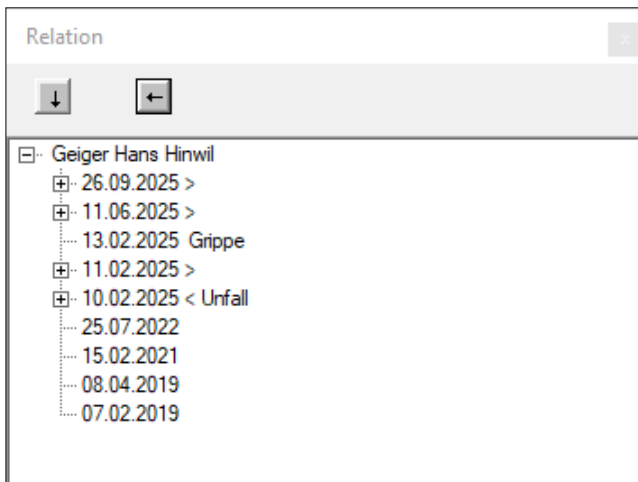 Relation
x
↓ ←
Geiger Hans Hinwil
26.09.2025 >
11.06.2025 >
13.02.2025 Grippe
11.02.2025 >
10.02.2025 < Unfall
25.07.2022
15.02.2021
08.04.2019
07.02.2019